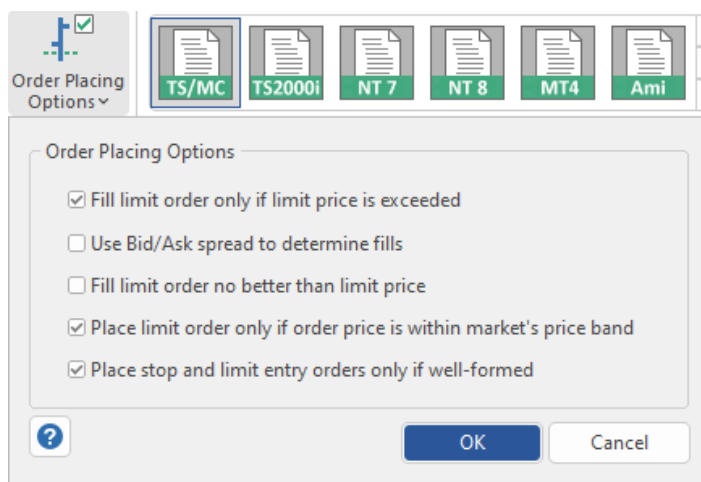 Order Placing
Options
TS/MC
TS2000i
NT 7
NT 8
MT4
Ami
Order Placing Options
Fill limit order only if limit price is exceeded
Use Bid/Ask spread to determine fills
Fill limit order no better than limit price
Place limit order only if order price is within market's price band
Place stop and limit entry orders only if well-formed
?
OK
Cancel